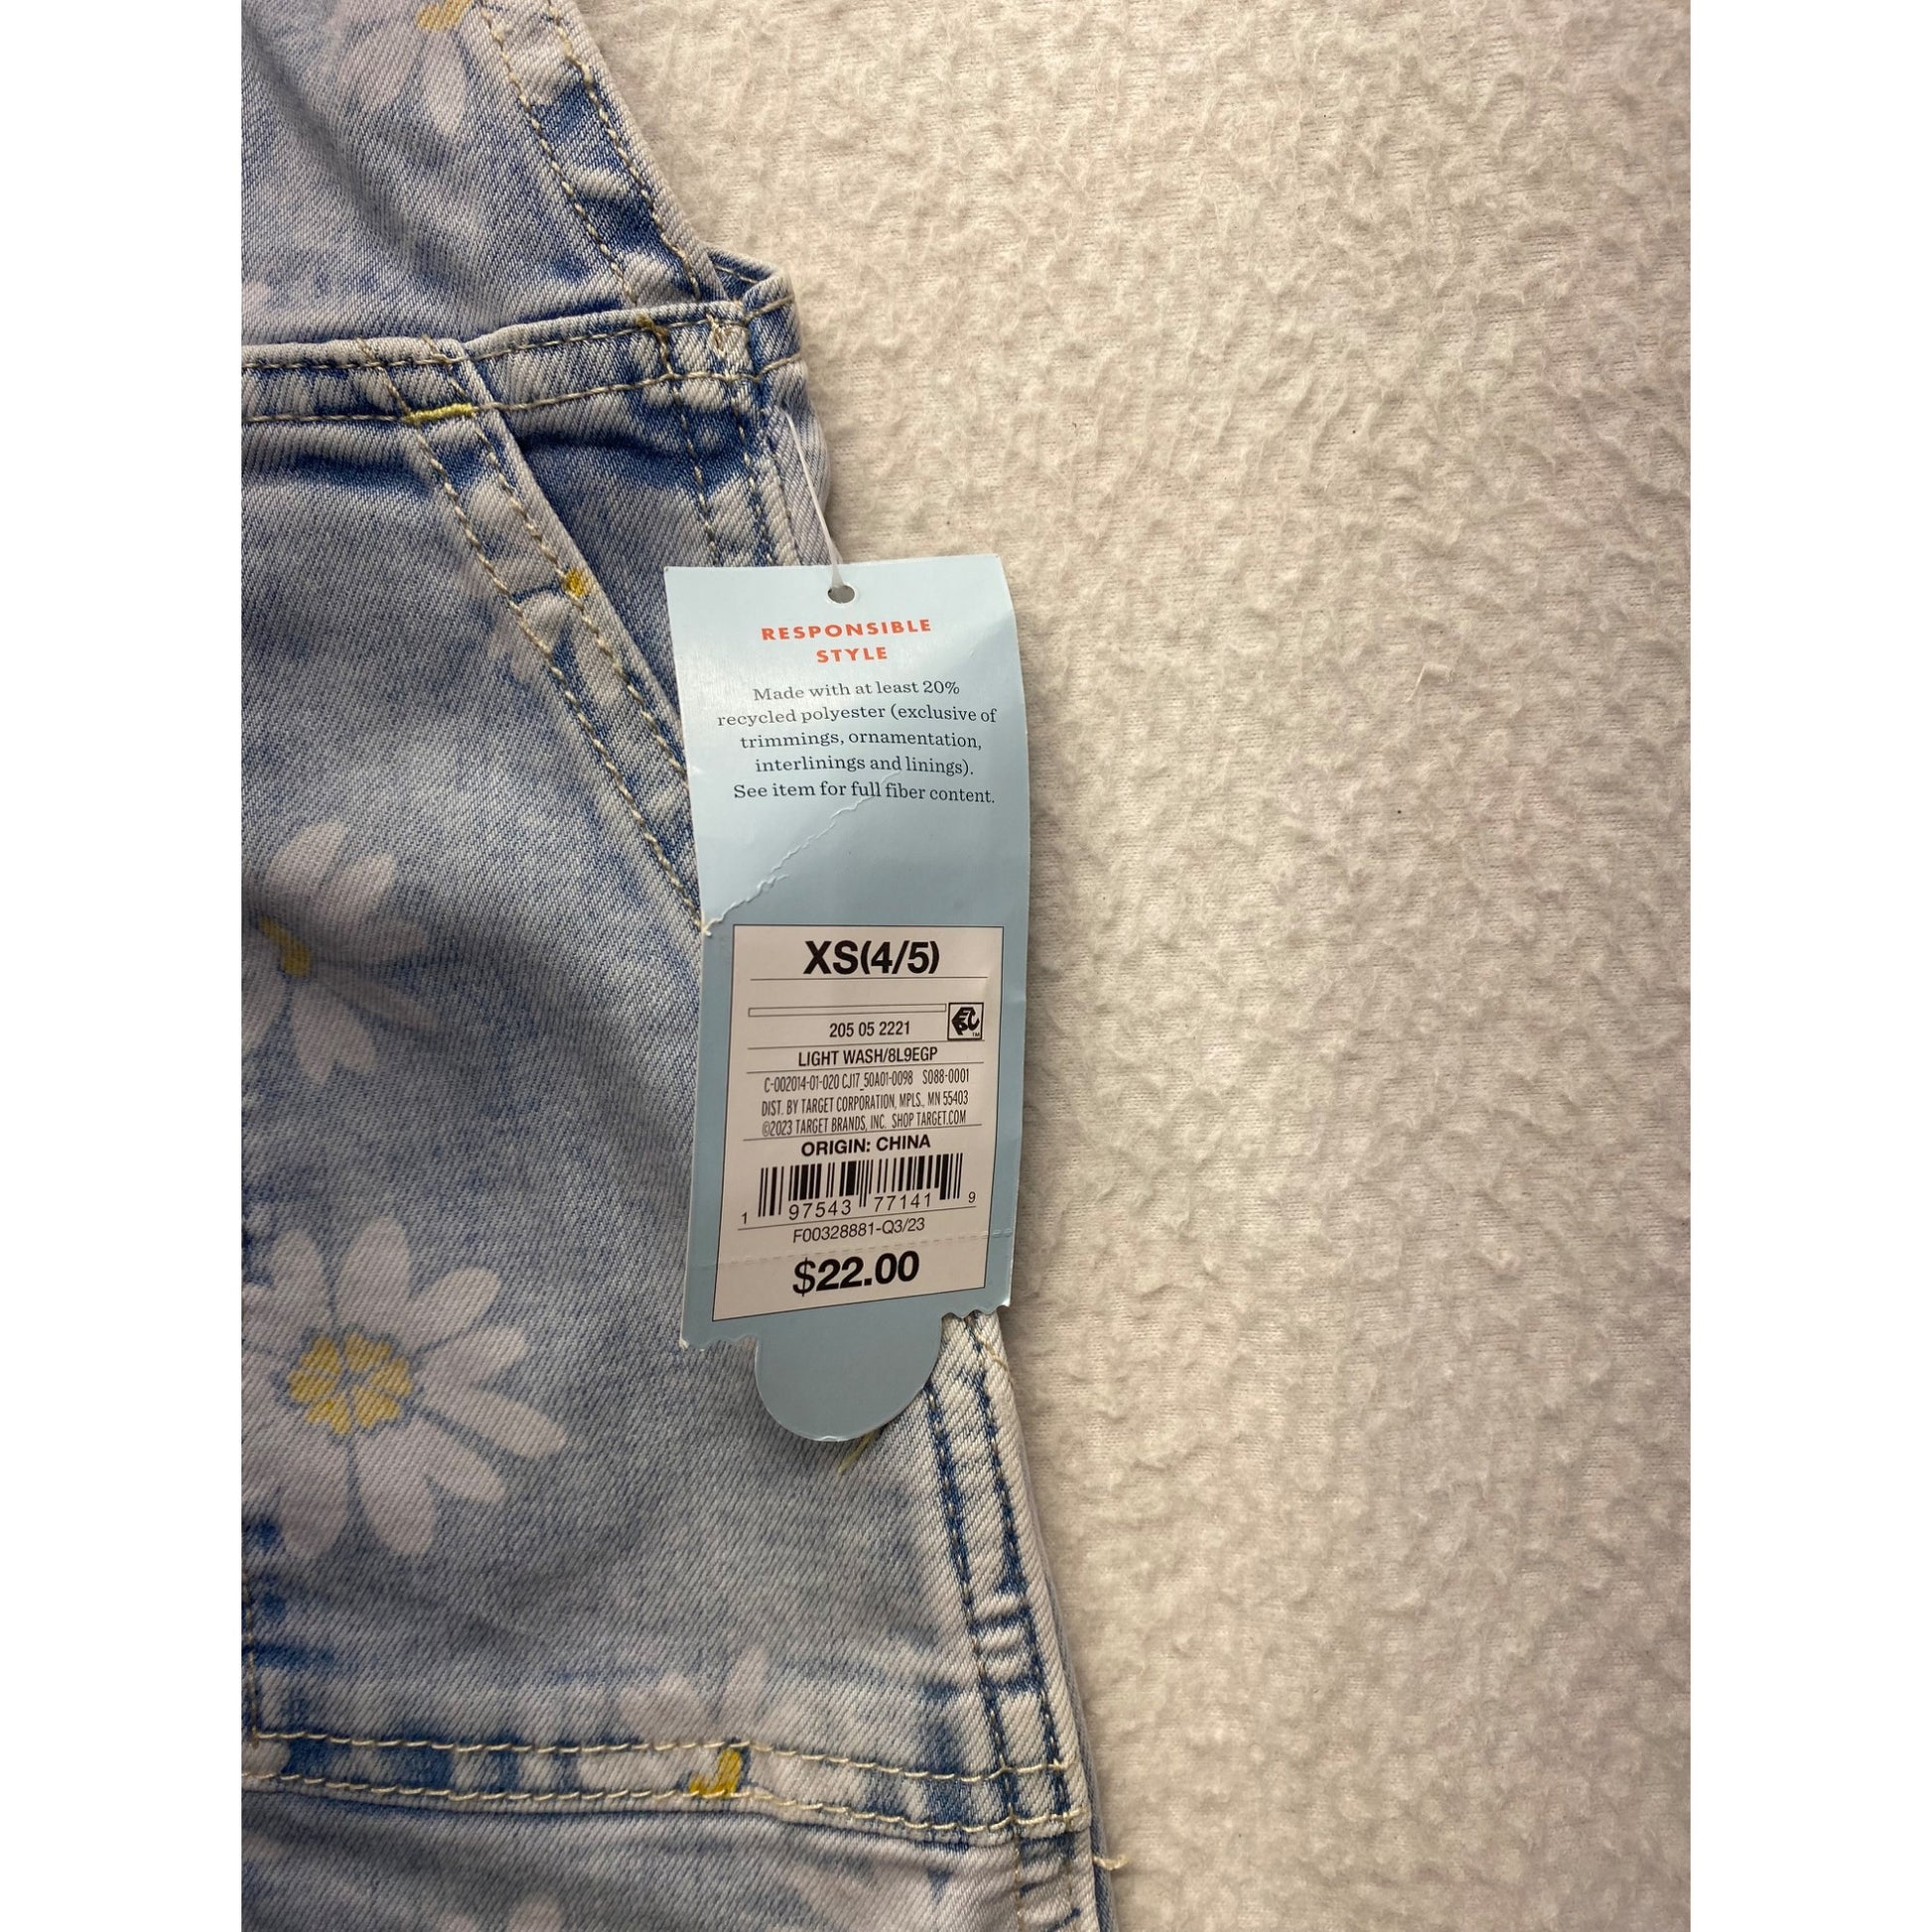 RESPONSIBLE
STYLE
Made with at least 20%
recycled polyester (exclusive of
trimmings, ornamentation,
interlinings and linings).
See item for full fiber content.
XS(4/5)
205 05 2221
LIGHT WASH/8L9EGP
C-002014-01-020 CJ17_50A01-0098 S088-0001
DIST. BY TARGET CORPORATION, MPLS., MN 55403
©2023 TARGET BRANDS, INC. SHOP TARGET.COM
ORIGIN: CHINA
1 97543 77141 9
F00328881-Q3/23
$22.00